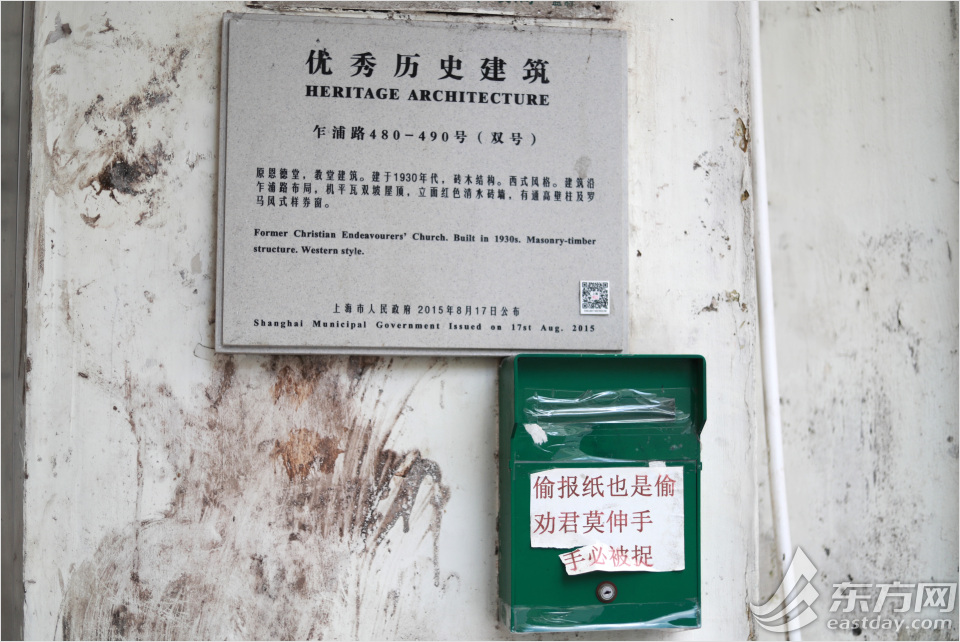 优秀历史建筑
HERITAGE ARCHITECTURE
乍浦路480-490号(双号)
原恩德堂,教堂建筑。建于1930年代,砖木结构。西式风格。建筑沿
乍浦路布局,机平瓦双坡屋顶,立面红色清水砖墙,有通高壁柱及罗
马风式样券窗。
Former Christian Endeavourers' Church. Built in 1930s. Masonry-timber
structure. Western style.
上海市人民政府 2015年8月17日公布
Shanghai Municipal Government Issued on 17st Aug. 2015
偷报纸也是偷
劝君莫伸手
手必被捉
东方网
eastday.com